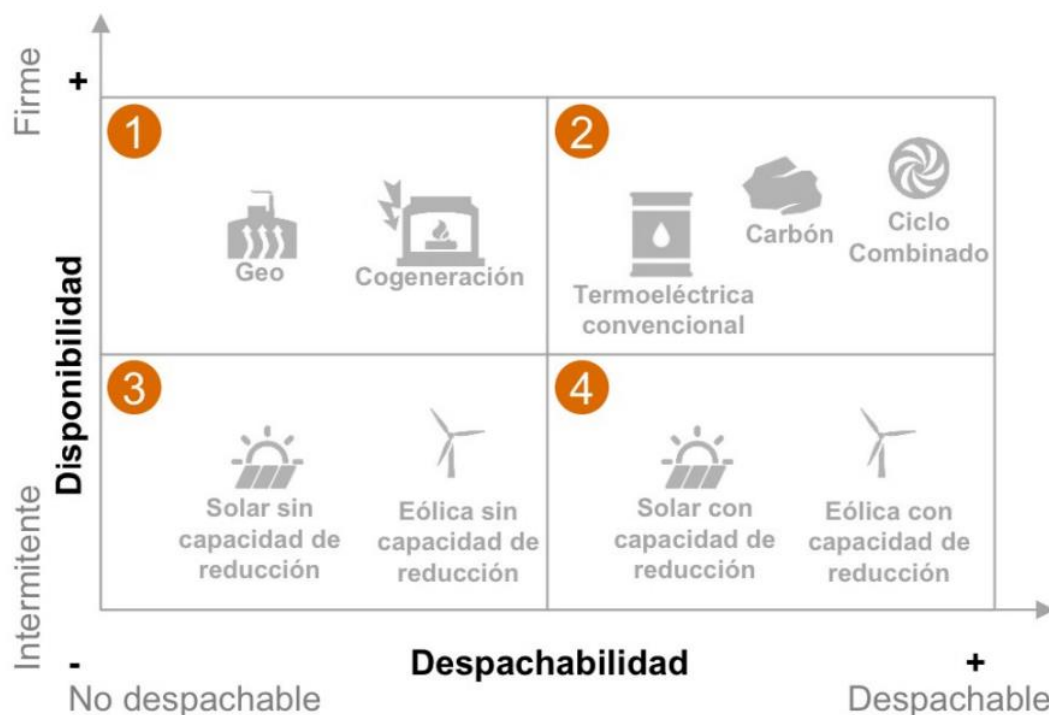 Firme
+
Disponibilidad
Intermitente
1
Geo
Cogeneración
2
Termoeléctrica
convencional
Carbón
Ciclo
Combinado
3
Solar sin
capacidad de
reducción
Eólica sin
capacidad de
reducción
4
Solar con
capacidad de
reducción
Eólica con
capacidad de
reducción
-
Despachabilidad
+
No despachable
Despachable